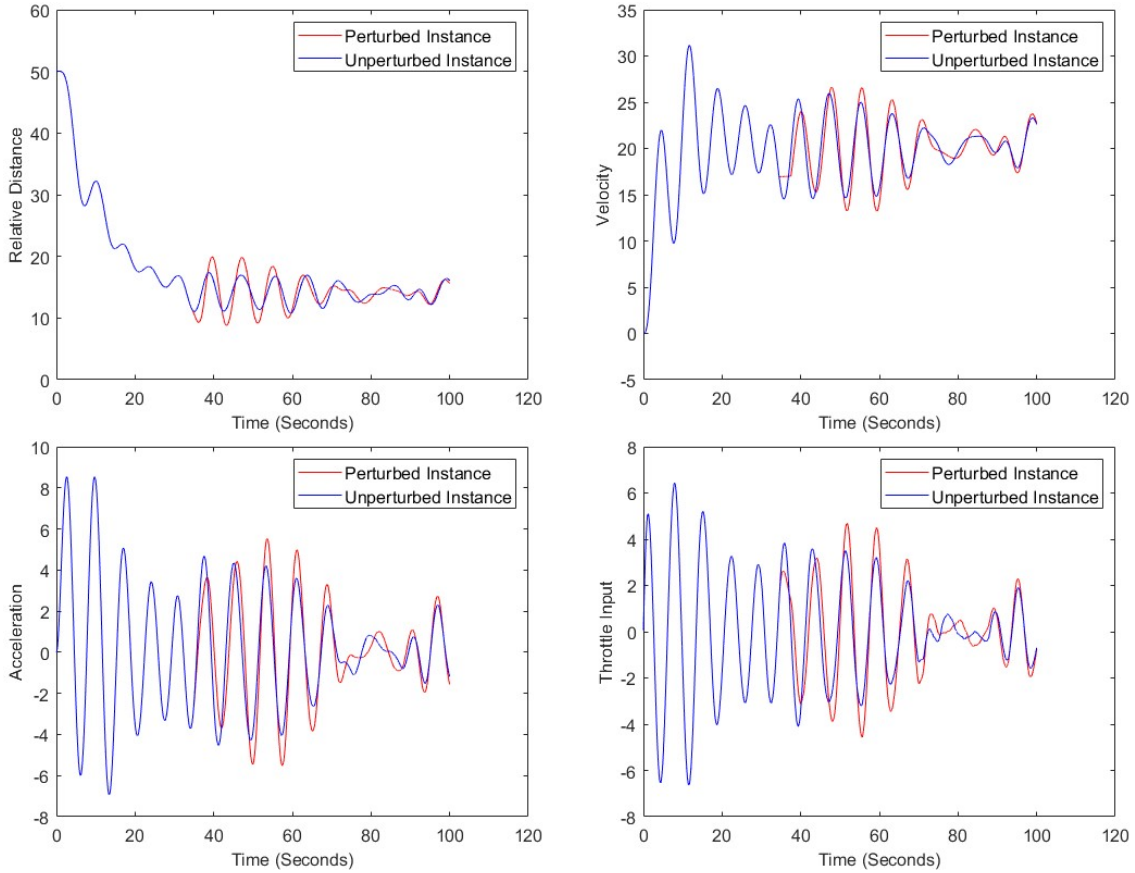 60
50
40
30
20
10
0
Relative Distance
Perturbed Instance
Unperturbed Instance
0 20 40 60 80 100 120
Time (Seconds)
35
30
25
20
15
10
5
0
-5
Velocity
Perturbed Instance
Unperturbed Instance
0 20 40 60 80 100 120
Time (Seconds)
10
8
6
4
2
0
-2
-4
-6
-8
Acceleration
Perturbed Instance
Unperturbed Instance
0 20 40 60 80 100 120
Time (Seconds)
8
6
4
2
0
-2
-4
-6
-8
Throttle Input
Perturbed Instance
Unperturbed Instance
0 20 40 60 80 100 120
Time (Seconds)